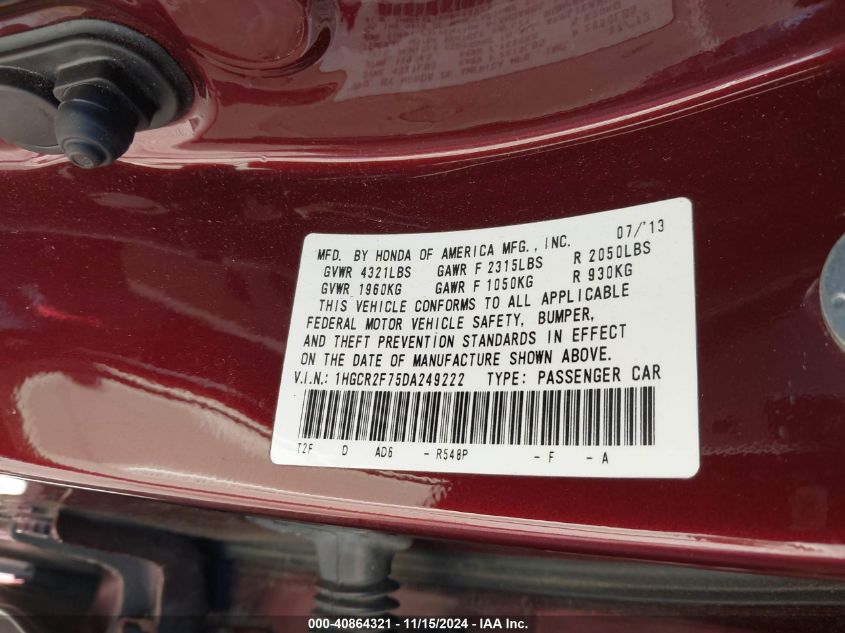 07/'13
MFD. BY HONDA OF AMERICA MFG., INC.
GVWR 4321LBS GAWR F 2315LBS R 2050LBS
GVWR 1960KG GAWR F 1050KG R 930KG
THIS VEHICLE CONFORMS TO ALL APPLICABLE
FEDERAL MOTOR VEHICLE SAFETY, BUMPER,
AND THEFT PREVENTION STANDARDS IN EFFECT
ON THE DATE OF MANUFACTURE SHOWN ABOVE.
V.I.N.: 1HGCR2F75DA249222 TYPE: PASSENGER CAR
T2F D AD6 - R548P - F - A
000-40864321 - 11/15/2024 - IAA Inc.